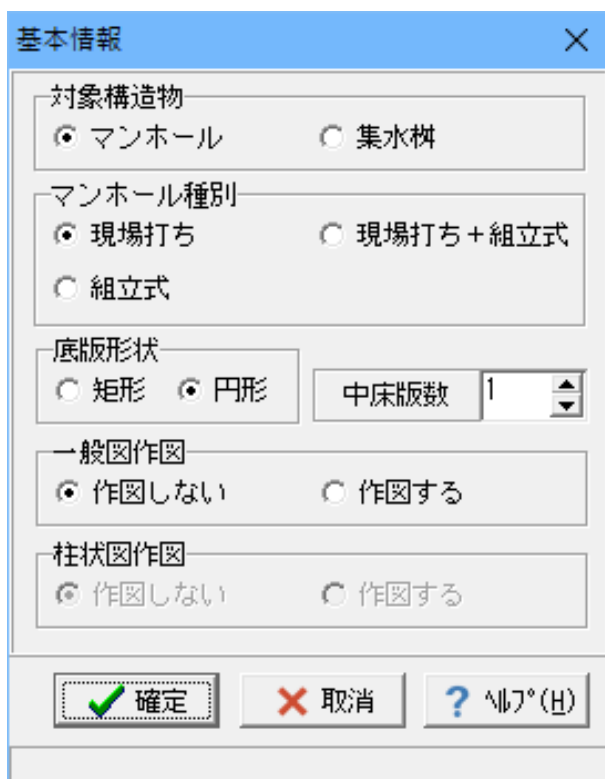 基本情報
対象構造物
マンホール 集水桝
マンホール種別
現場打ち 現場打ち+組立式
組立式
底版形状
矩形 円形 中床版数 1
一般図作図
作図しない 作図する
柱状図作図
作図しない 作図する
確定 取消 ? ﾍﾙﾌﾟ(H)